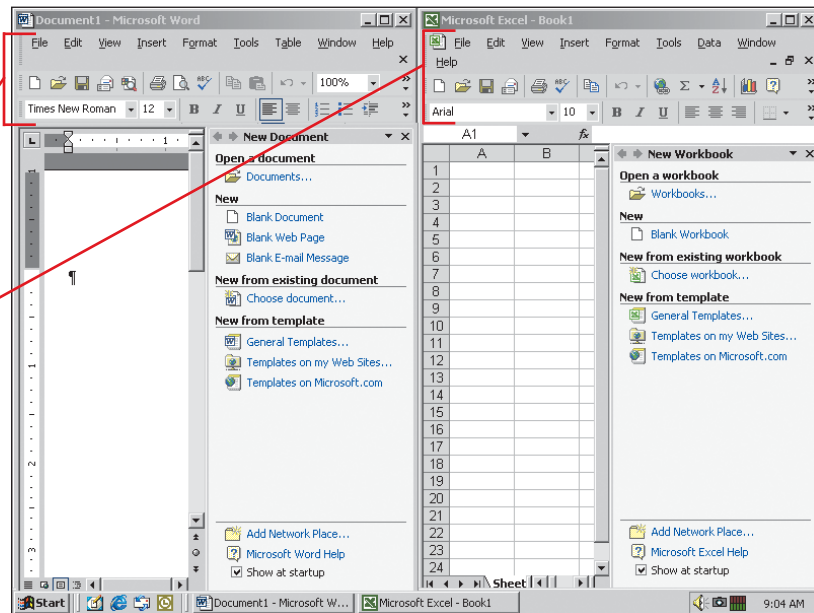 Document1 - Microsoft Word
File Edit View Insert Format Tools Table Window Help
100%
Times New Roman 12 B I U
1
New Document
Open a document
Documents...
New
Blank Document
Blank Web Page
Blank E-mail Message
New from existing document
Choose document...
New from template
General Templates...
Templates on my Web Sites...
Templates on Microsoft.com
Add Network Place...
Microsoft Word Help
Show at startup
¶
1
2
3
Microsoft Excel - Book1
File Edit View Insert Format Tools Data Window
Help
Arial 10 B I U
A1 fx
A B
1
2
3
4
5
6
7
8
9
10
11
12
13
14
15
16
17
18
19
20
21
22
23
24
Sheet
New Workbook
Open a workbook
Workbooks...
New
Blank Workbook
New from existing workbook
Choose workbook...
New from template
General Templates...
Templates on my Web Sites...
Templates on Microsoft.com
Add Network Place...
Microsoft Excel Help
Show at startup
Start Document1 - Microsoft W... Microsoft Excel - Book1 9:04 AM